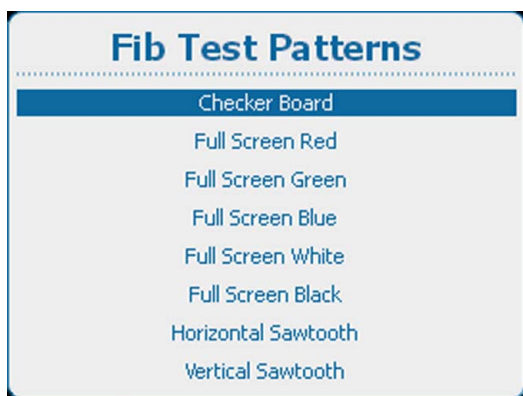 Fib Test Patterns
Checker Board
Full Screen Red
Full Screen Green
Full Screen Blue
Full Screen White
Full Screen Black
Horizontal Sawtooth
Vertical Sawtooth